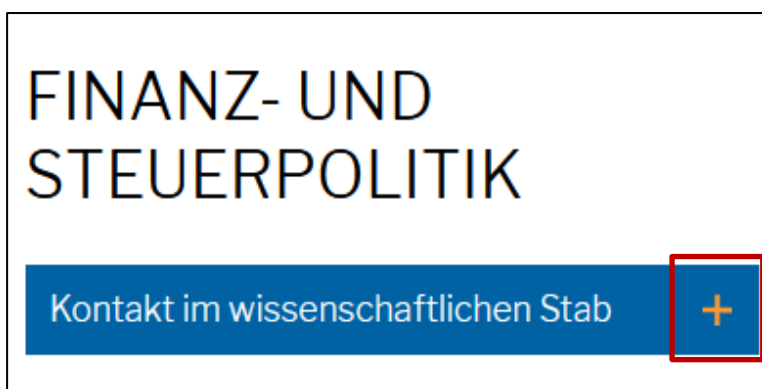 FINANZ- UND
STEUERPOLITIK
Kontakt im wissenschaftlichen Stab +